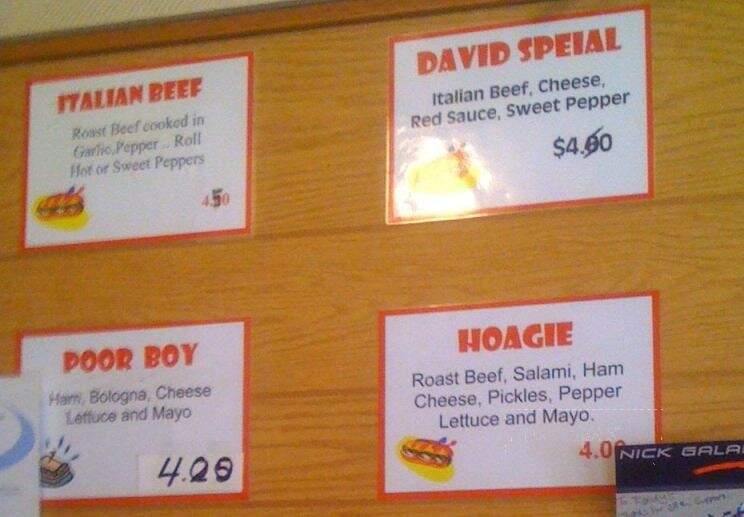 ITALIAN BEEF
Roast Beef cooked in
Garlic,Pepper .. Roll
Hot or Sweet Peppers
4.50
DAVID SPEIAL
Italian Beef, Cheese,
Red Sauce, Sweet Pepper
POOR BOY
Ham, Bologna, Cheese
Lettuce and Mayo
HOAGIE
Roast Beef, Salami, Ham
Cheese, Pickles, Pepper
Lettuce and Mayo.
4.00
NICK